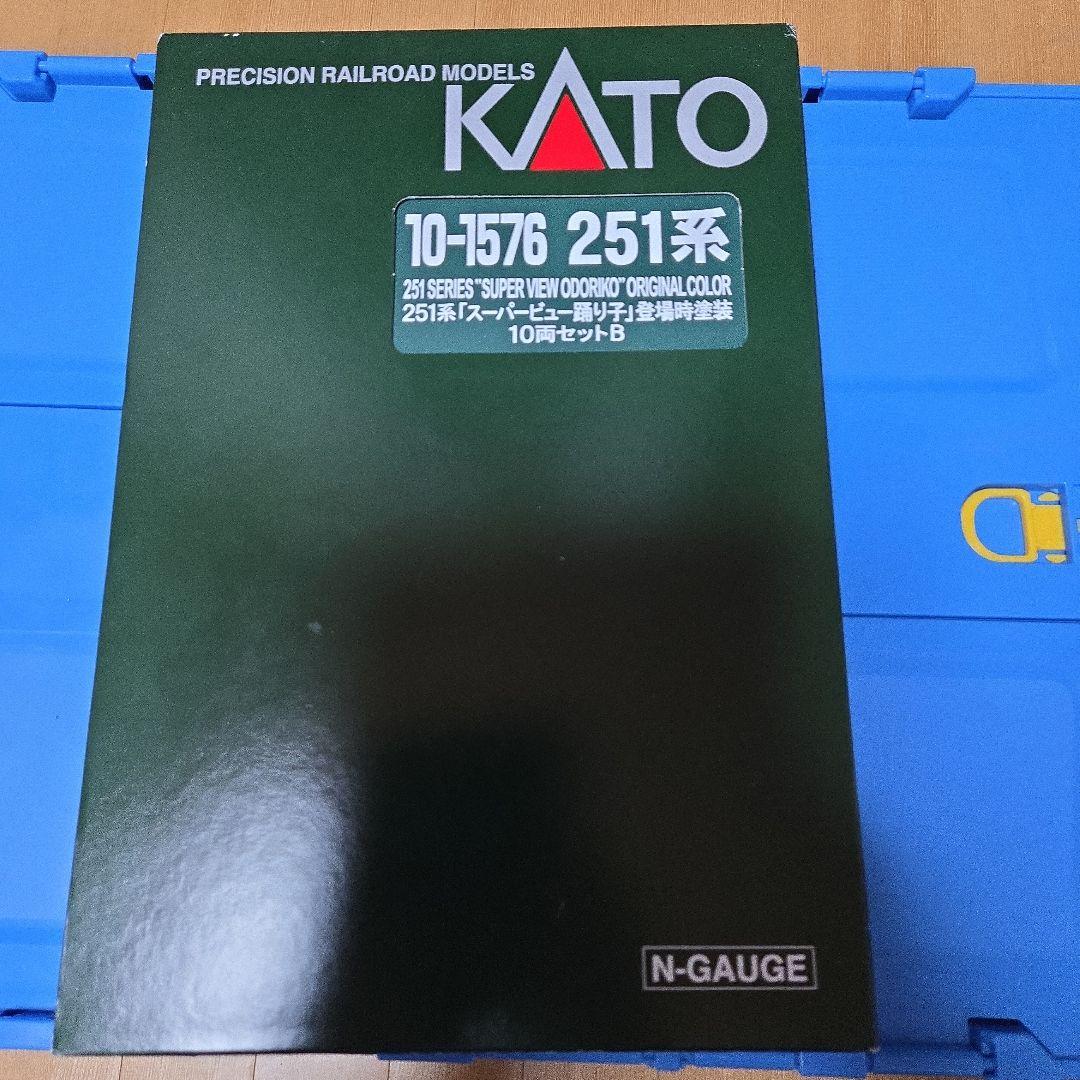 PRECISION RAILROAD MODELS
KATO
10-1576 251系
251 SERIES "SUPER VIEW ODORIKO" ORIGINAL COLOR
251系「スーパービュー踊り子」登場時塗装
10両セットB
N-GAUGE